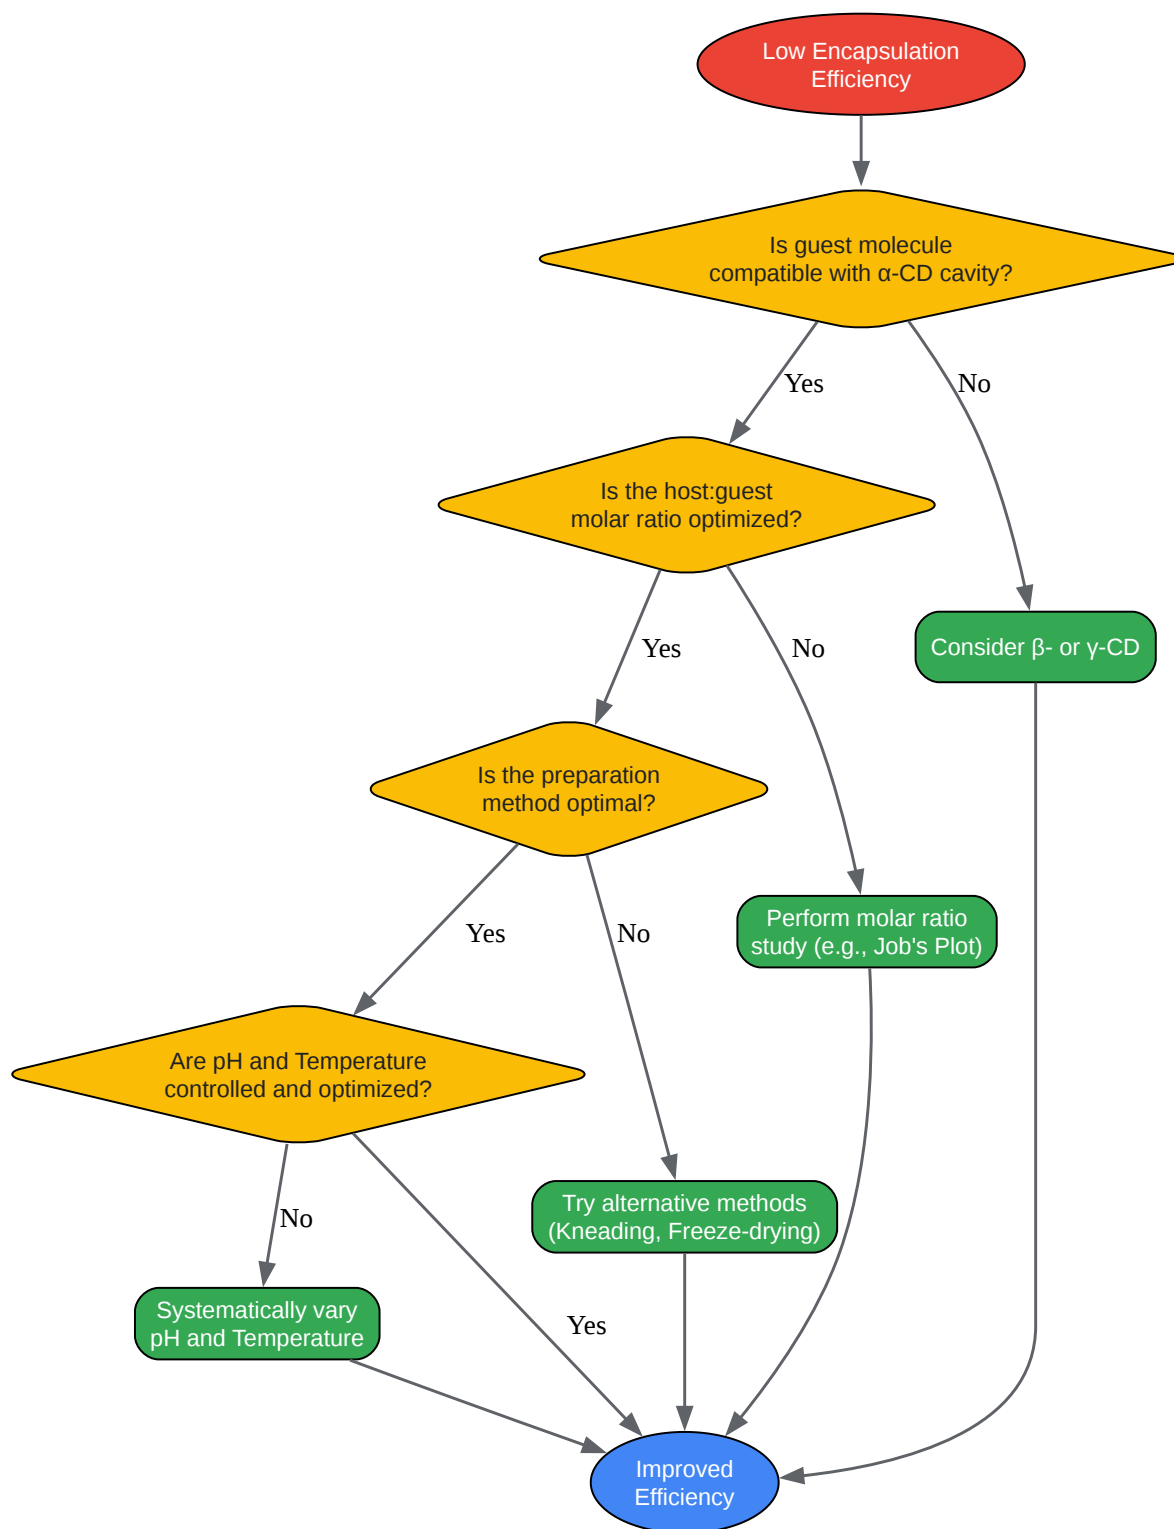 Low Encapsulation
Efficiency
Is guest molecule
compatible with α-CD cavity?
Yes
No
Is the host:guest
molar ratio optimized?
Yes
No
Consider β- or γ-CD
Is the preparation
method optimal?
Yes
No
Perform molar ratio
study (e.g., Job's Plot)
Are pH and Temperature
controlled and optimized?
No
Yes
Try alternative methods
(Kneading, Freeze-drying)
Systematically vary
pH and Temperature
Improved
Efficiency